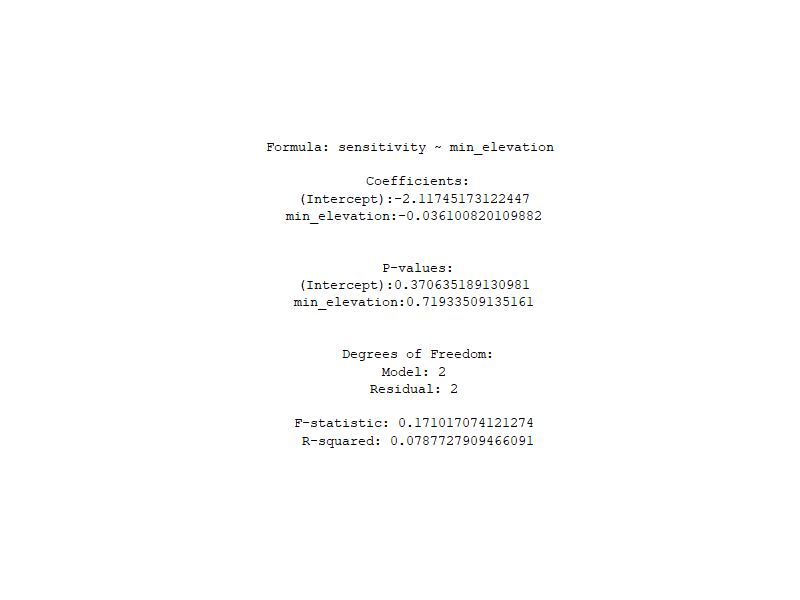 Formula: sensitivity ~ min_elevation
Coefficients:
(Intercept):-2.11745173122447
min_elevation:-0.036100820109882
P-values:
(Intercept):0.370635189130981
min_elevation:0.71933509135161
Degrees of Freedom:
Model: 2
Residual: 2
F-statistic: 0.171017074121274
R-squared: 0.0787727909466091